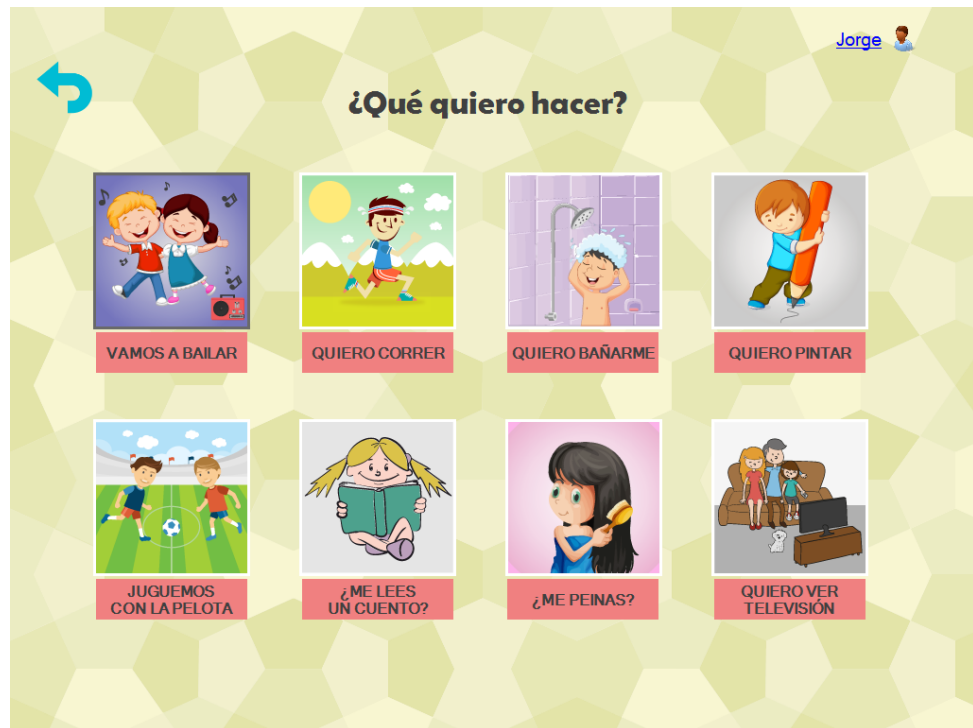 Jorge
¿Qué quiero hacer?
VAMOS A BAILAR
QUIERO CORRER
QUIERO BAÑARME
QUIERO PINTAR
JUGUEMOS
CON LA PELOTA
¿ME LEES
UN CUENTO?
¿ME PEINAS?
QUIERO VER
TELEVISIÓN